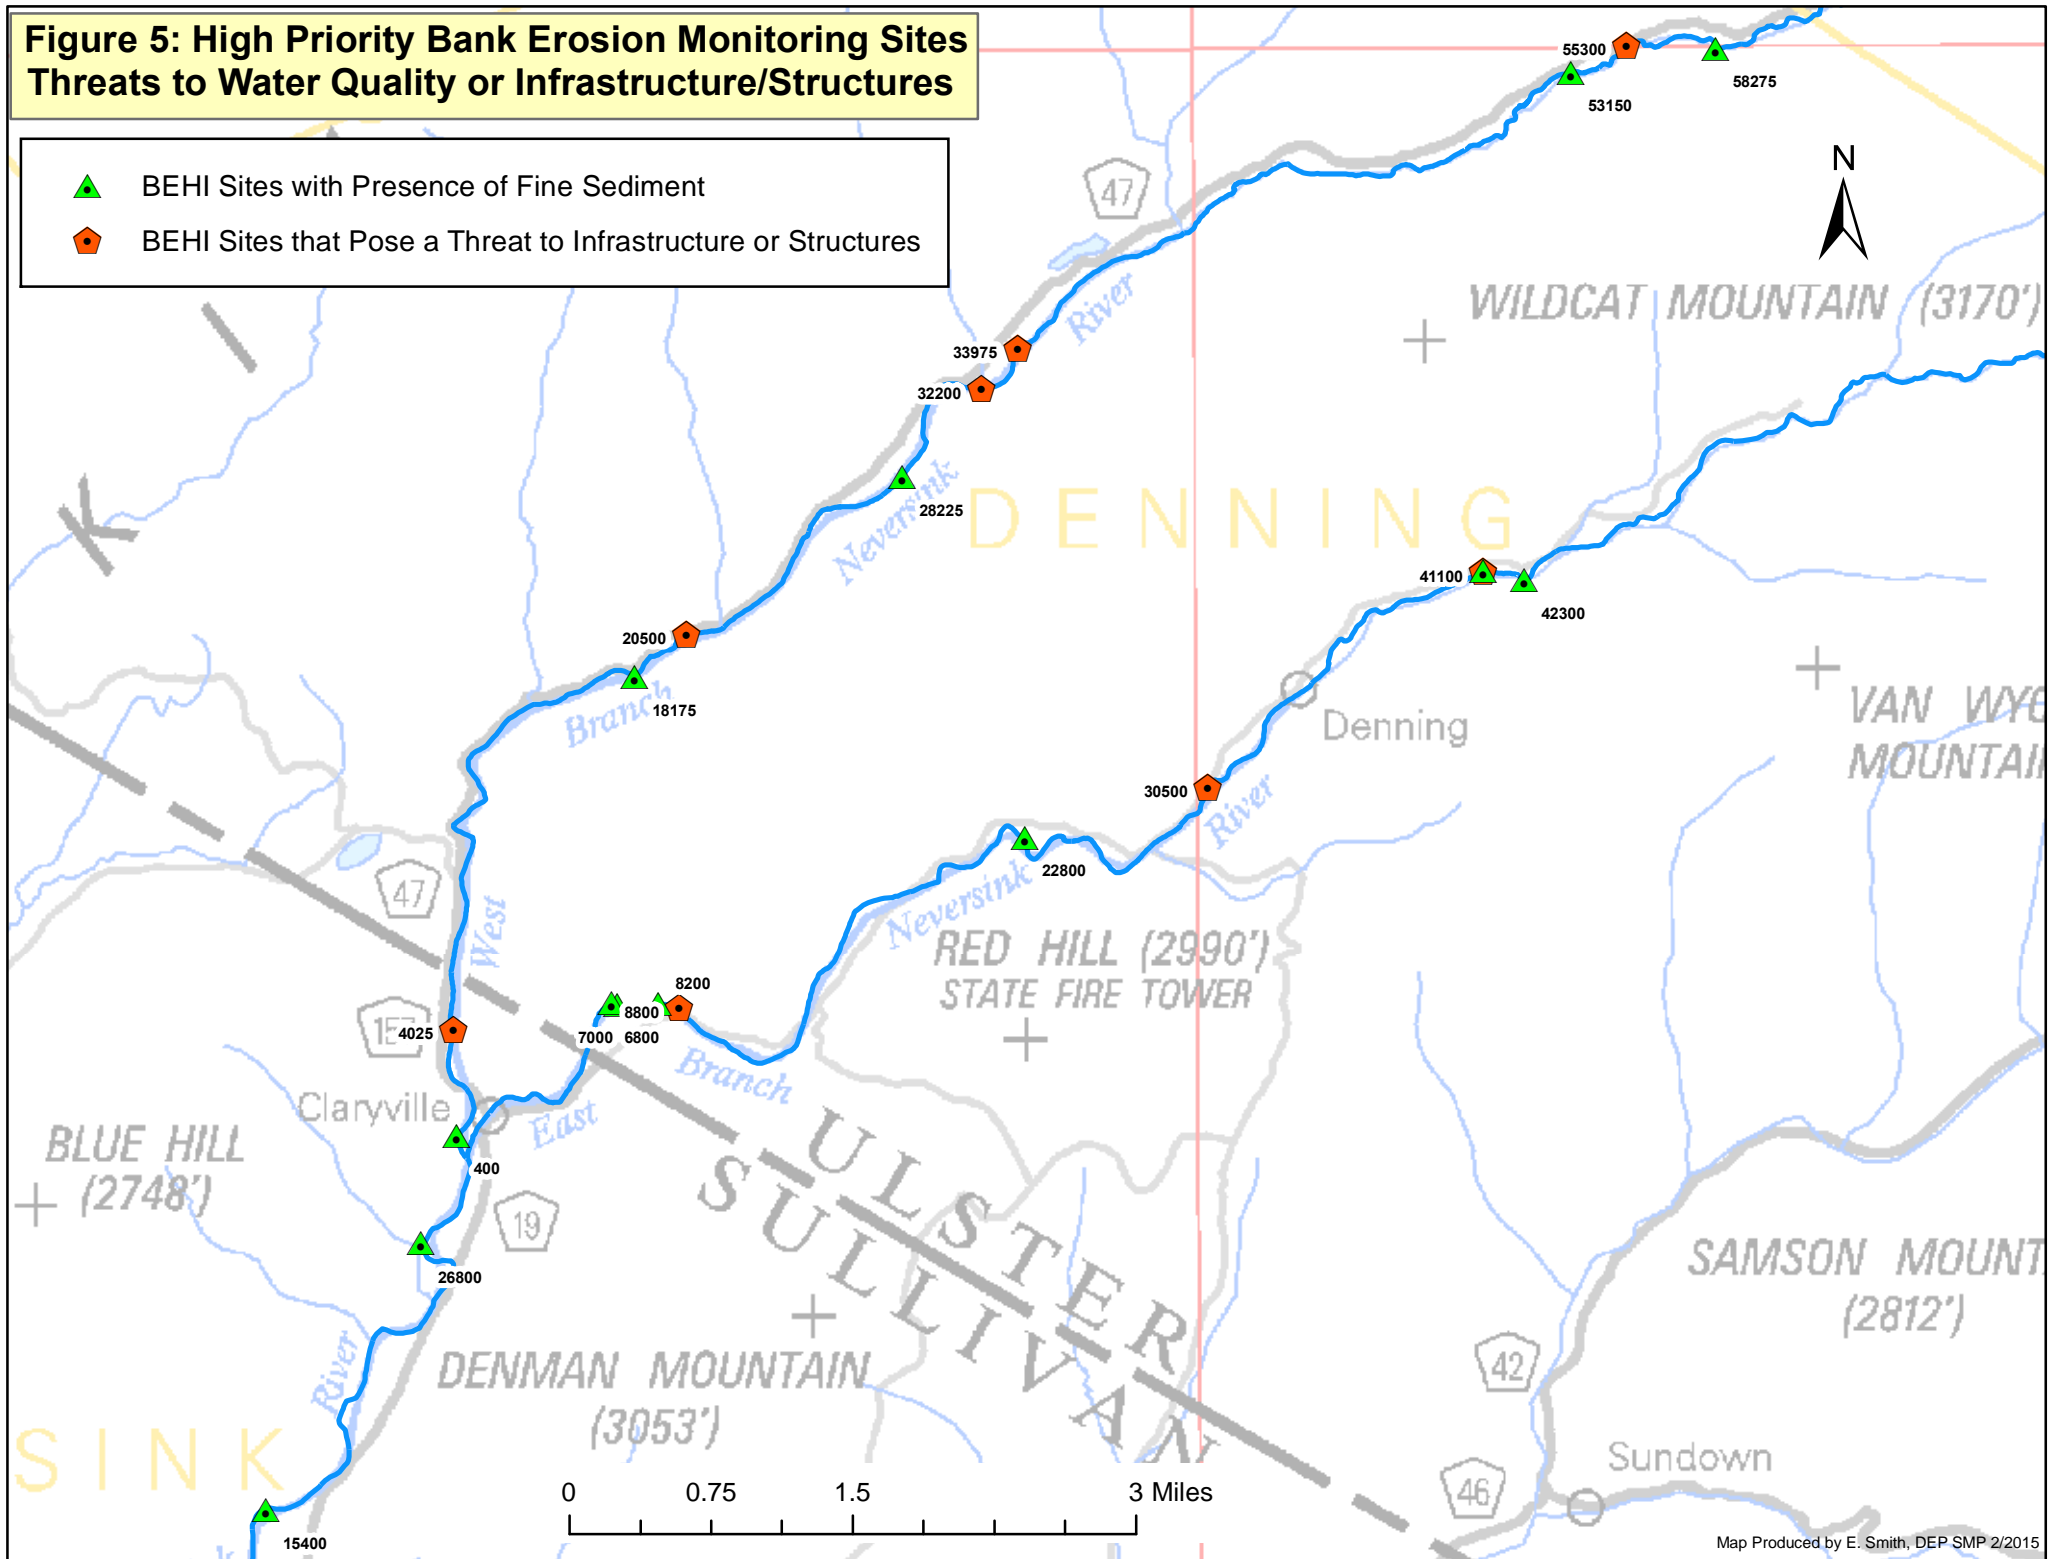 Figure 5: High Priority Bank Erosion Monitoring Sites
Threats to Water Quality or Infrastructure/Structures
BEHI Sites with Presence of Fine Sediment
BEHI Sites that Pose a Threat to Infrastructure or Structures
55300
58275
53150
N
47
WILDCAT MOUNTAIN (3170')
River
33975
32200
28225
Neversink
DENNING
K
41100
42300
20500
18175
Branch
Denning
VAN WY
MOUNTAI
30500
River
22800
Neversink
47
West
RED HILL (2990')
STATE FIRE TOWER
8200
8800
7000
6800
4025
Branch
Claryville
East
BLUE HILL
(2748')
400
19
ULSTER
SULLIVAN
26800
SAMSON MOUNT
(2812')
River
DENMAN MOUNTAIN
(3053')
42
SINK
Sundown
46
0 0.75 1.5 3 Miles
15400
k
Map Produced by E. Smith, DEP SMP 2/2015